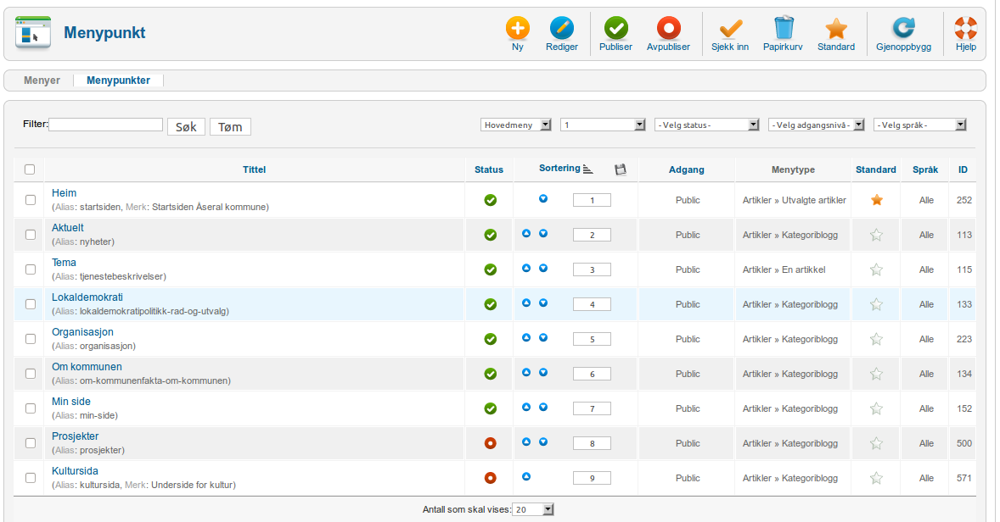 Menypunkt
Ny Rediger Publiser Avpubliser Sjekk inn Papirkurv Standard Gjenoppbygg Hjelp
Menyer Menypunkter
Filter: Søk Tøm Hovedmeny 1 - Velg status - - Velg adgangsnivå - - Velg språk -
Tittel Status Sortering Adgang Menytype Standard Språk ID
Heim
(Alias: startsiden, Merk: Startsiden Åseral kommune)
1 Public Artikler » Utvalgte artikler Alle 252
Aktuelt
(Alias: nyheter)
2 Public Artikler » Kategoriblogg Alle 113
Tema
(Alias: tjenestebeskrivelser)
3 Public Artikler » En artikkel Alle 115
Lokaldemokrati
(Alias: lokaldemokratipolitikk-rad-og-utvalg)
4 Public Artikler » Kategoriblogg Alle 133
Organisasjon
(Alias: organisasjon)
5 Public Artikler » Kategoriblogg Alle 223
Om kommunen
(Alias: om-kommunenfakta-om-kommunen)
6 Public Artikler » Kategoriblogg Alle 134
Min side
(Alias: min-side)
7 Public Artikler » Kategoriblogg Alle 152
Prosjekter
(Alias: prosjekter)
8 Public Artikler » Kategoriblogg Alle 500
Kultursida
(Alias: kultursida, Merk: Underside for kultur)
9 Public Artikler » Kategoriblogg Alle 571
Antall som skal vises: 20